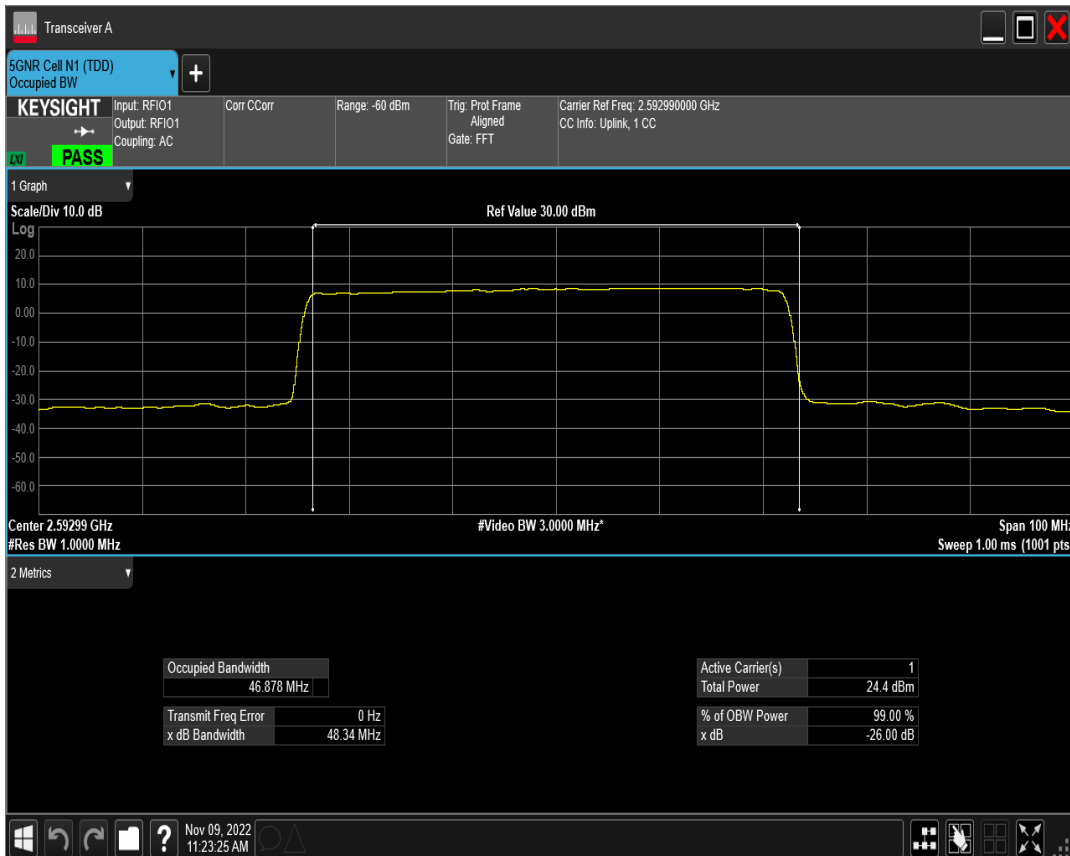 Transceiver A
5GNR Cell N1 (TDD)
Occupied BW
+
KEYSIGHT
LXI
PASS
Input: RFIO1
Output: RFIO1
Coupling: AC
Corr CCorr
Range: -60 dBm
Trig: Prot Frame
Aligned
Gate: FFT
Carrier Ref Freq: 2.592990000 GHz
CC Info: Uplink, 1 CC
1 Graph
Scale/Div 10.0 dB
Ref Value 30.00 dBm
Log
20.0
10.0
0.00
-10.0
-20.0
-30.0
-40.0
-50.0
-60.0
Center 2.59299 GHz
#Video BW 3.0000 MHz*
Span 100 MHz
#Res BW 1.0000 MHz
Sweep 1.00 ms (1001 pts
2 Metrics
Occupied Bandwidth
46.878 MHz
Transmit Freq Error 0 Hz
x dB Bandwidth 48.34 MHz
Active Carrier(s) 1
Total Power 24.4 dBm
% of OBW Power 99.00 %
x dB -26.00 dB
?
Nov 09, 2022
11:23:25 AM